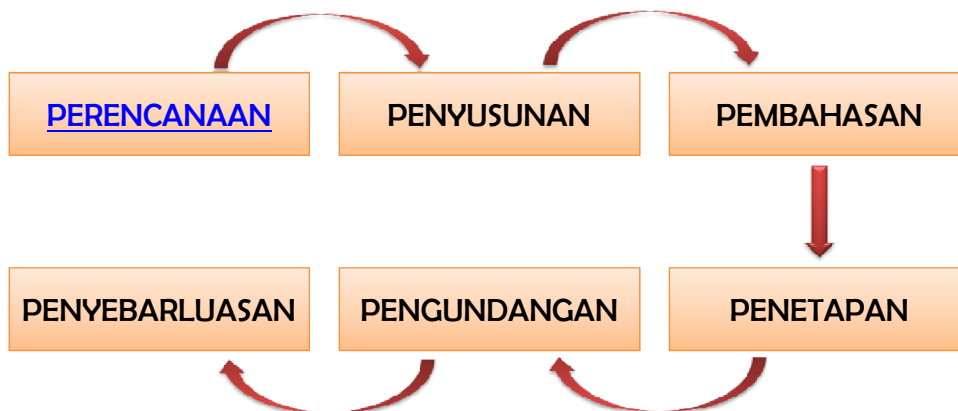 PERENCANAAN
PENYUSUNAN
PEMBAHASAN
PENYEBARLUASAN
PENGUNDANGAN
PENETAPAN